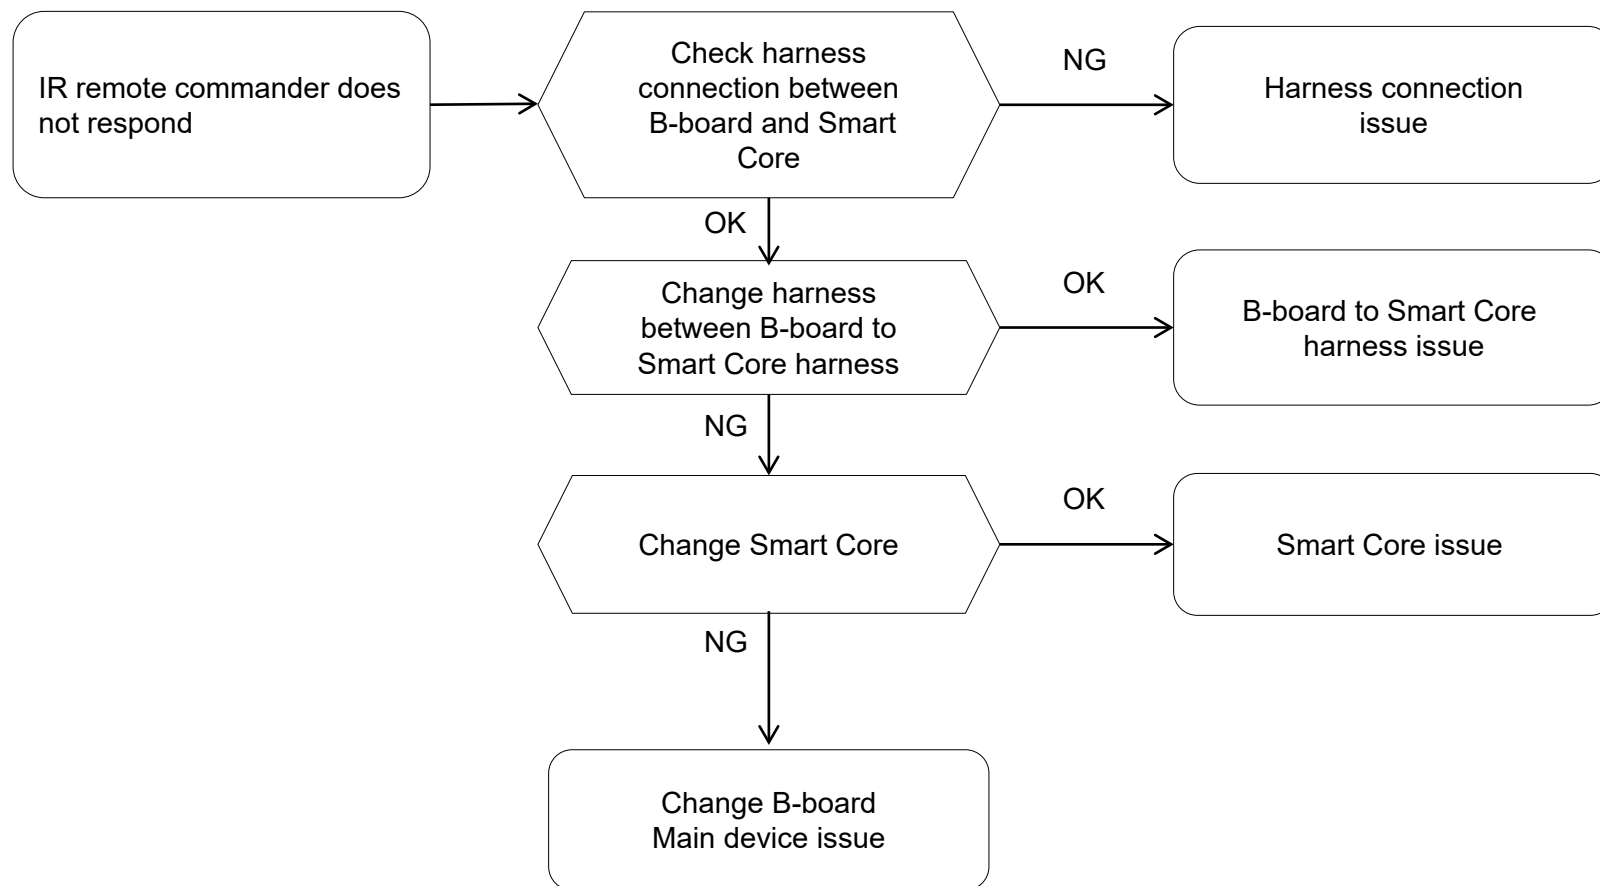 IR remote commander does
not respond
Check harness
connection between
B-board and Smart
Core
NG
Harness connection
issue
OK
Change harness
between B-board to
Smart Core harness
OK
B-board to Smart Core
harness issue
NG
Change Smart Core
OK
Smart Core issue
NG
Change B-board
Main device issue